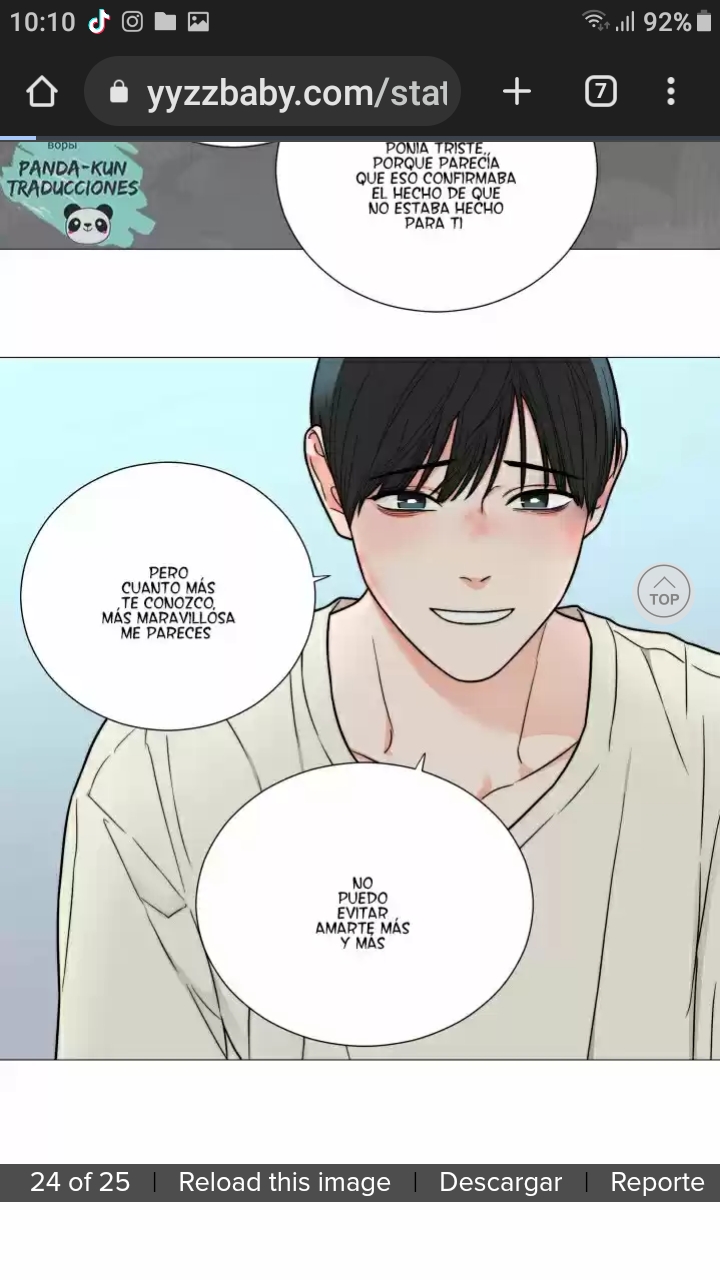 10:10
92%
yyzzbaby.com/stat
7
воры
PANDA-KUN
TRADUCCIONES
PONIA TRISTE,
PORQUE PARECÍA
QUE ESO CONFIRMABA
EL HECHO DE QUE
NO ESTABA HECHO
PARA TI
PERO
CUANTO MÁS
TE CONOZCO,
MÁS MARAVILLOSA
ME PARECES
TOP
NO
PUEDO
EVITAR
AMARTE MÁS
Y MÁS
24 of 25 | Reload this image | Descargar | Reporte